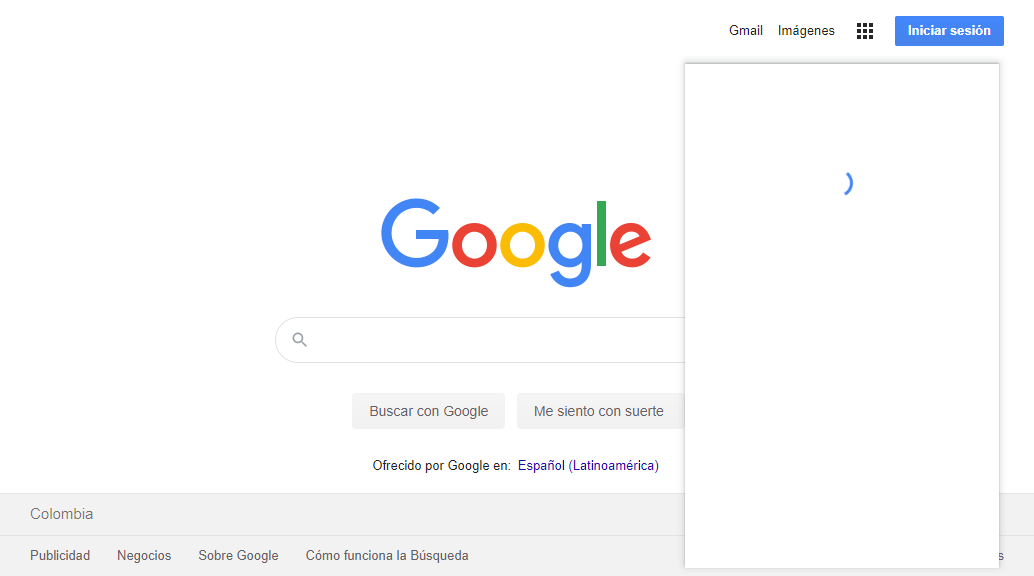 Gmail Imágenes Iniciar sesión
Google
Buscar con Google Me siento con suerte
Ofrecido por Google en: Español (Latinoamérica)
Colombia
Publicidad Negocios Sobre Google Cómo funciona la Búsqueda